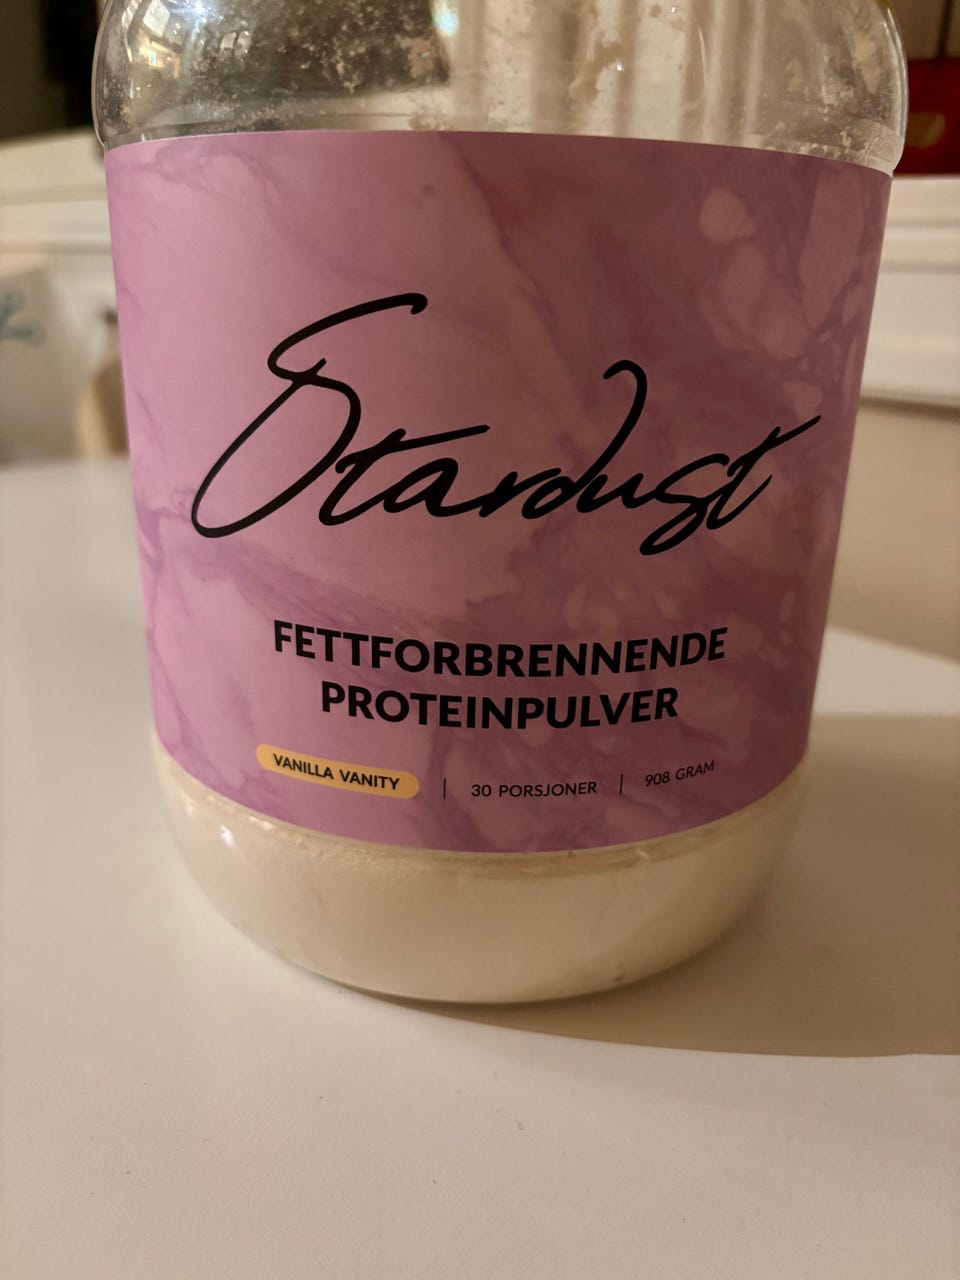 Stardust
FETTFORBRENNENDE
PROTEINPULVER
VANILLA VANITY | 30 PORSJONER | 908 GRAM